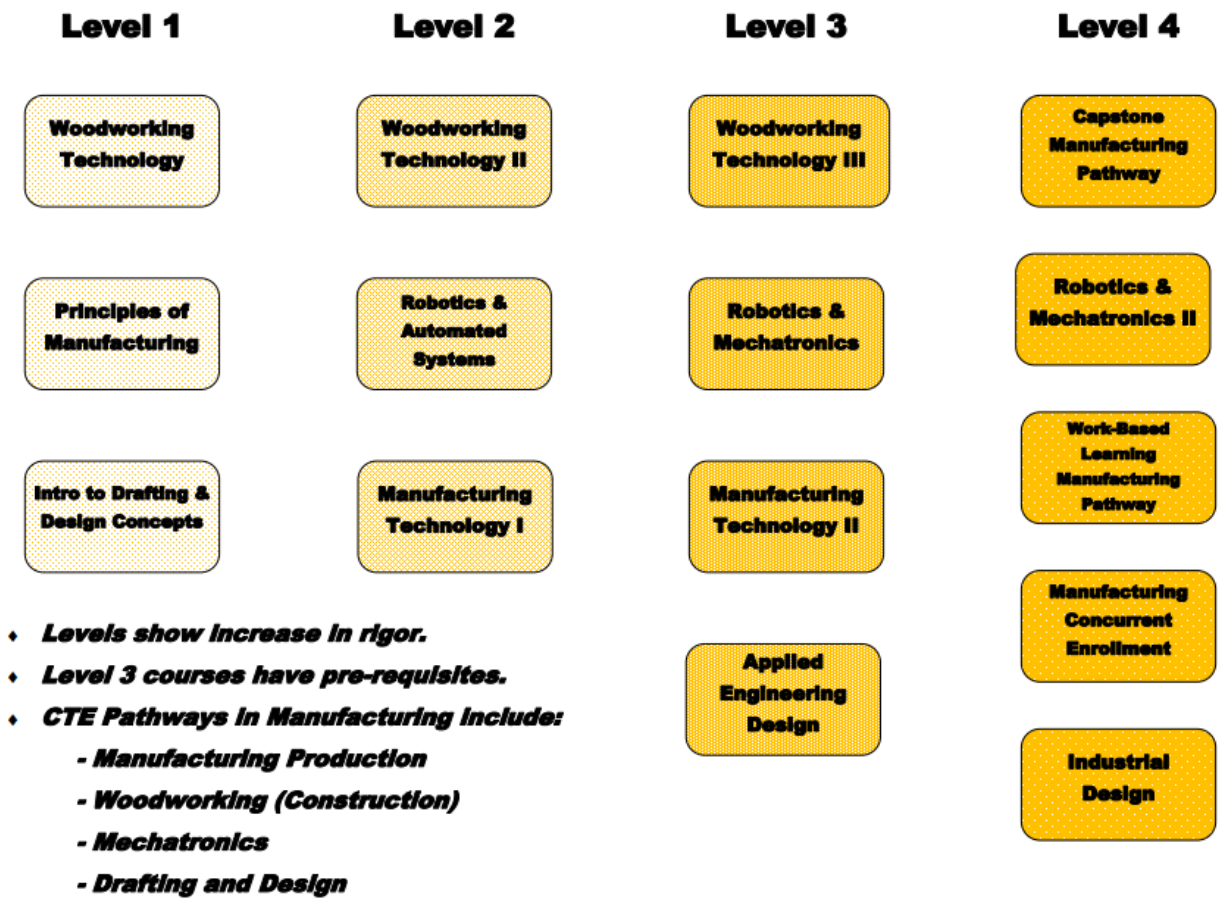 Level 1
Level 2
Level 3
Level 4
Woodworking
Technology
Woodworking
Technology II
Woodworking
Technology III
Capstone
Manufacturing
Pathway
Principles of
Manufacturing
Robotics &
Automated
Systems
Robotics &
Mechatronics
Robotics &
Mechatronics II
Intro to Drafting &
Design Concepts
Manufacturing
Technology I
Manufacturing
Technology II
Work-Based
Learning
Manufacturing
Pathway
Applied
Engineering
Design
Manufacturing
Concurrent
Enrollment
Industrial
Design
⬧ Levels show increase in rigor.
⬧ Level 3 courses have pre-requisites.
⬧ CTE Pathways in Manufacturing include:
- Manufacturing Production
- Woodworking (Construction)
- Mechatronics
- Drafting and Design